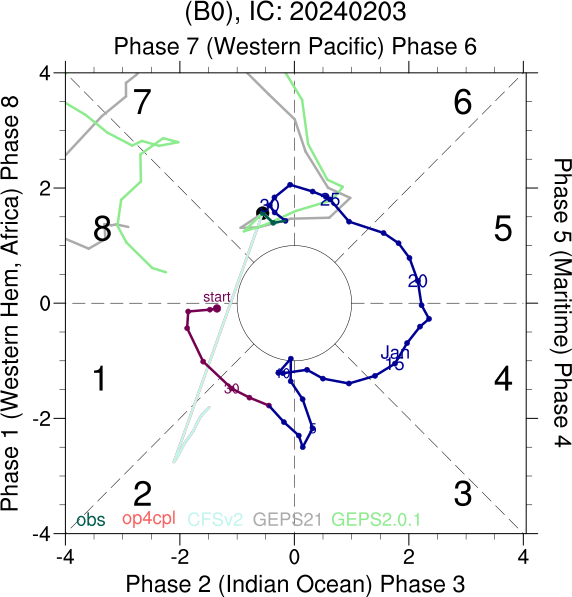 (B0), IC: 20240203
Phase 7 (Western Pacific) Phase 6
4
7
6
Phase 1 (Western Hem, Africa) Phase 8
Phase 5 (Maritime) Phase 4
2
30
25
8
5
20
start
0
Jan
15
10
1
4
30
-2
5
2
3
obs
op4cpl
CFSv2
GEPS21
GEPS2.0.1
-4
-4
-2
0
2
4
Phase 2 (Indian Ocean) Phase 3